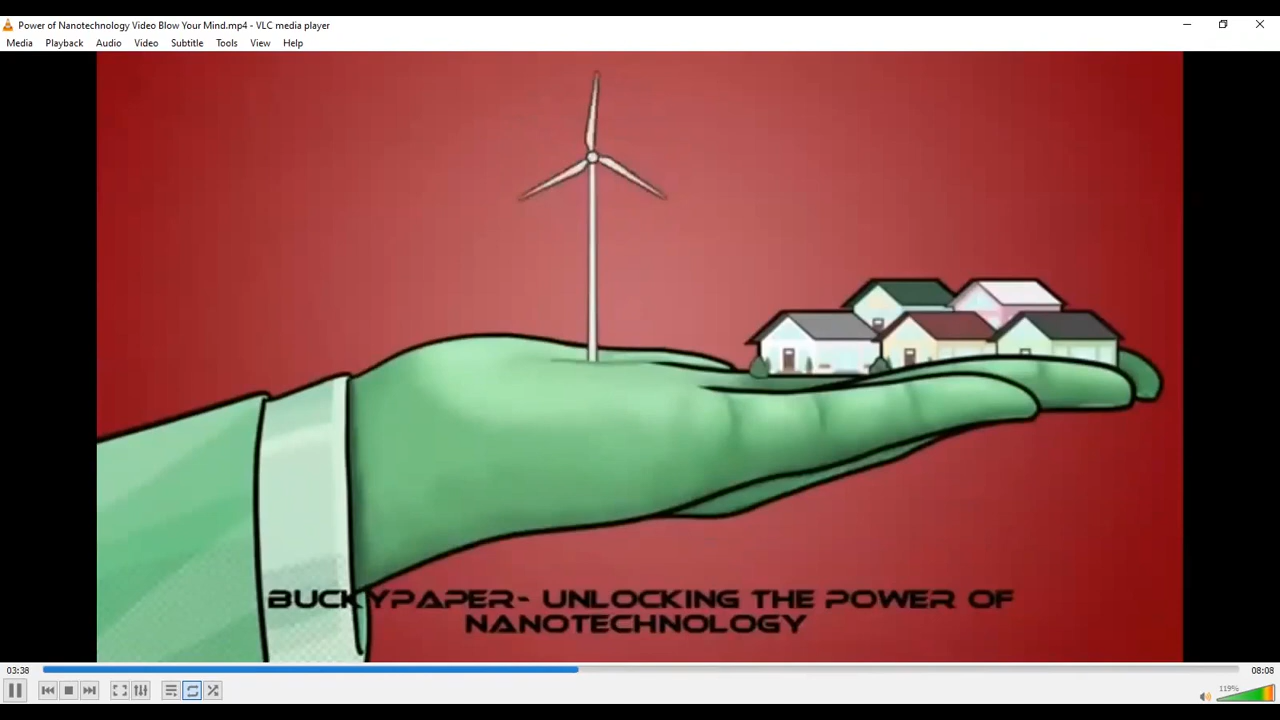 Power of Nanotechnology Video Blow Your Mind.mp4 - VLC media player
Media Playback Audio Video Subtitle Tools View Help
BUCKYPAPER- UNLOCKING THE POWER OF
NANOTECHNOLOGY
03:38
08:08
119%